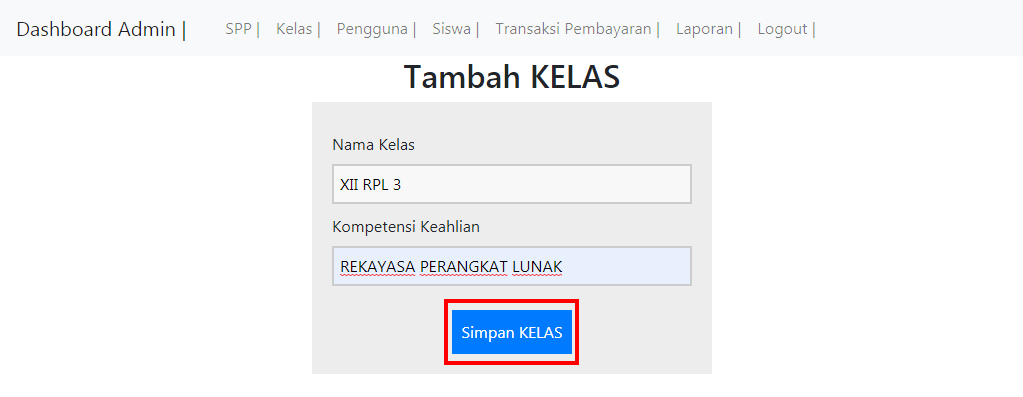 Dashboard Admin | SPP | Kelas | Pengguna | Siswa | Transaksi Pembayaran | Laporan | Logout |
Tambah KELAS
Nama Kelas
XII RPL 3
Kompetensi Keahlian
REKAYASA PERANGKAT LUNAK
Simpan KELAS